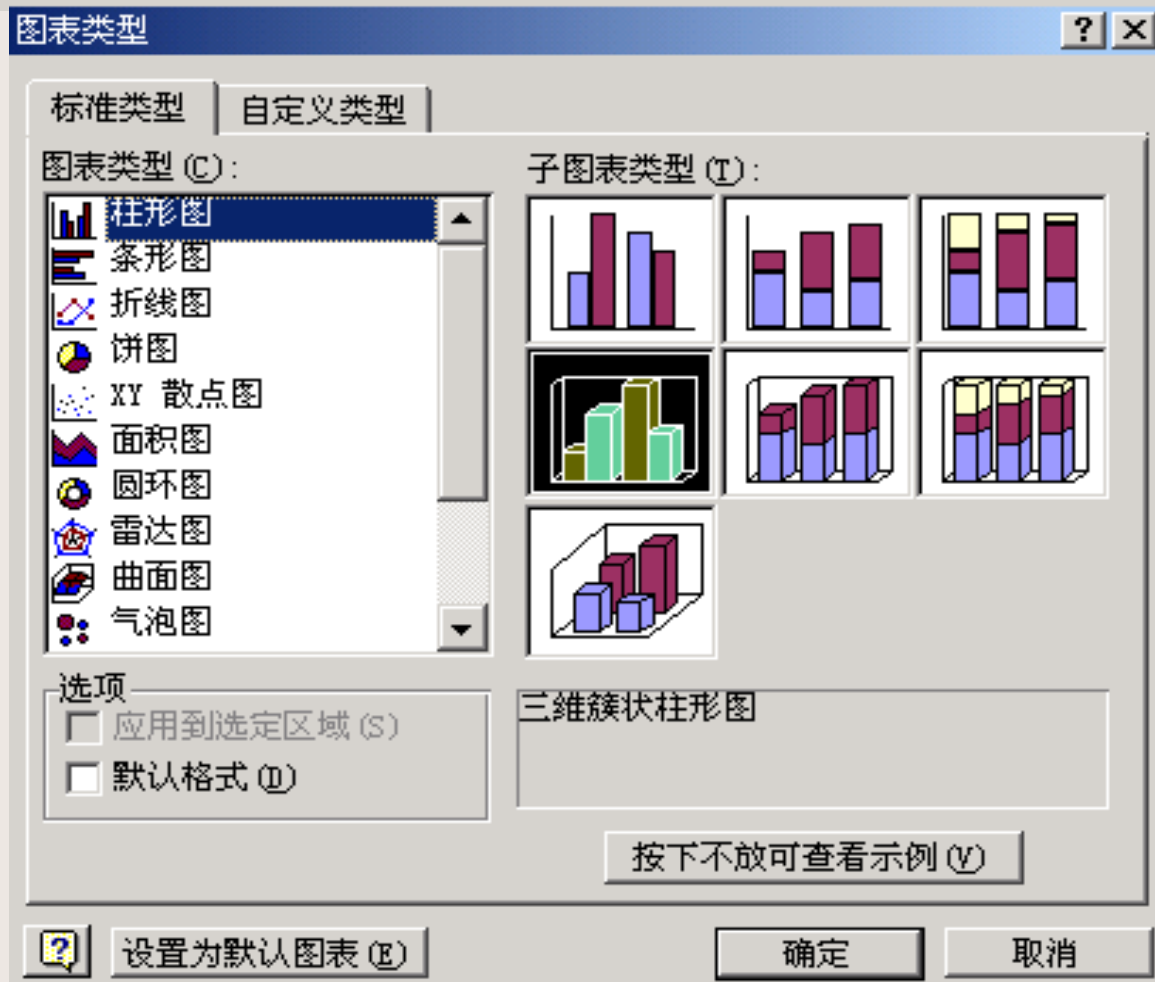 图表类型
标准类型
自定义类型
图表类型(C):
柱形图
条形图
折线图
饼图
XY 散点图
面积图
圆环图
雷达图
曲面图
气泡图
子图表类型(T):
选项
应用到选定区域(S)
默认格式(D)
三維簇状柱形图
按下不放可查看示例(V)
设置为默认图表(E)
确定
取消